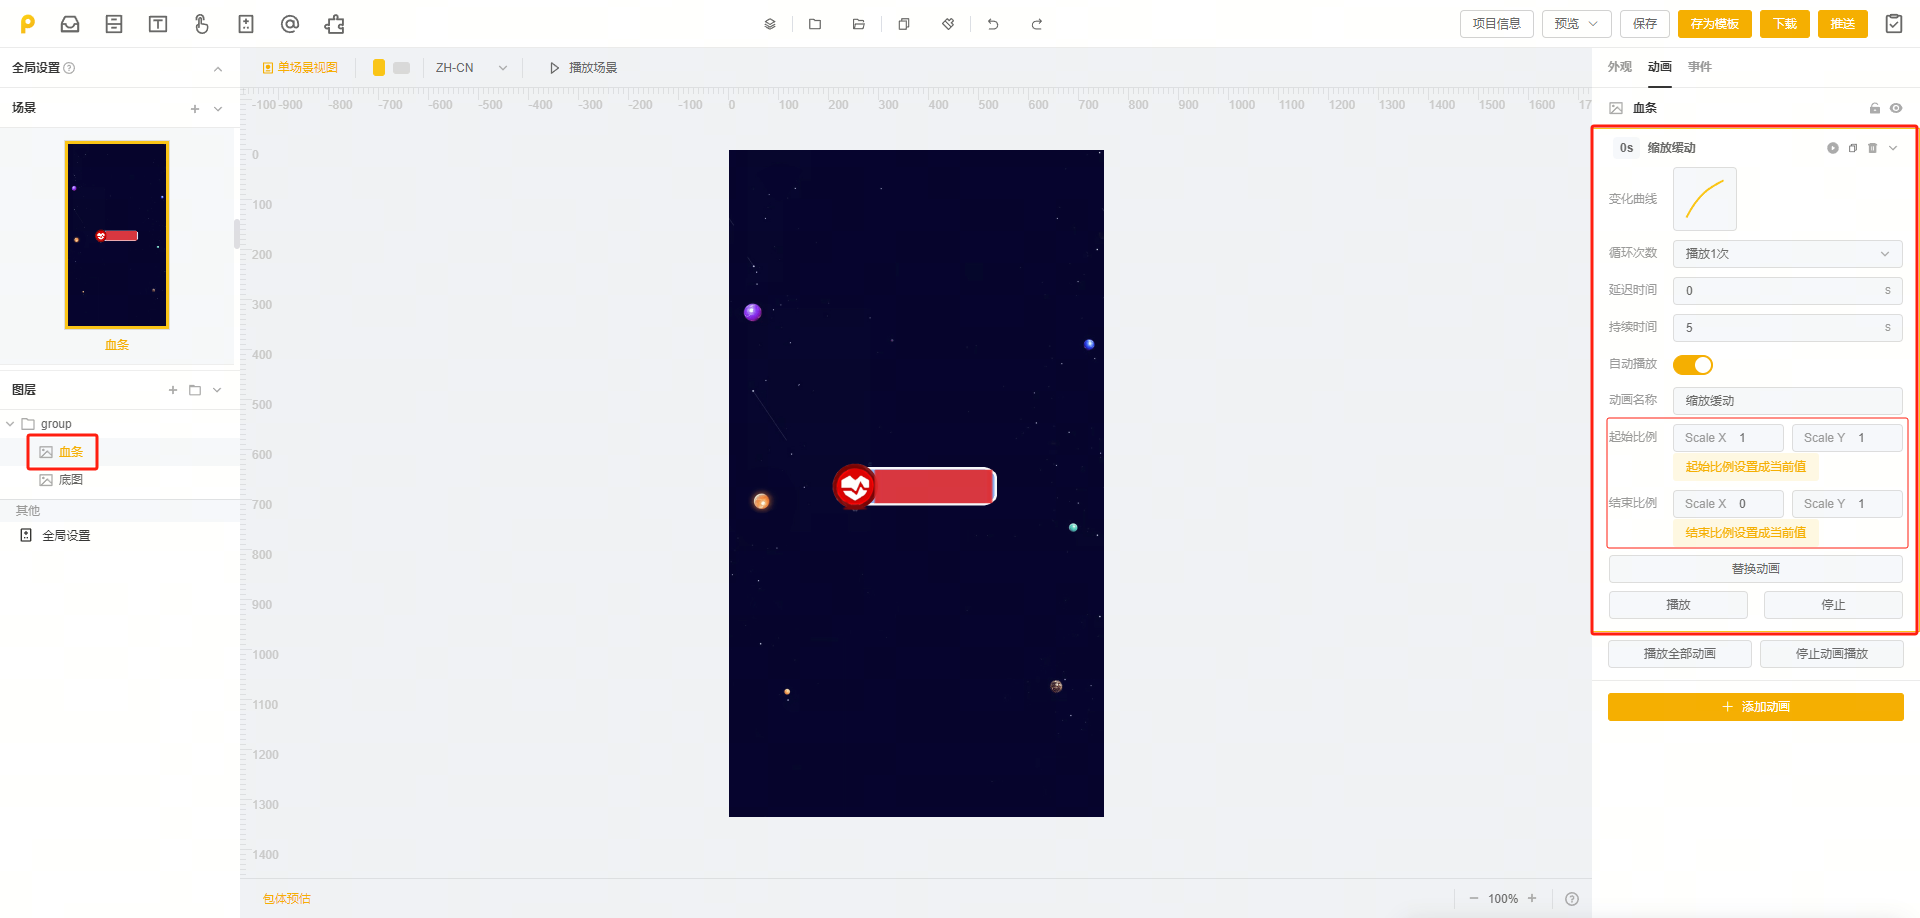 项目信息
预览
保存
存为模板
下载
推送
全局设置
场景
血条
图层
group
血条
底图
其他
全局设置
单场景视图
ZH-CN
播放场景
-100 -900 -800 -700 -600 -500 -400 -300 -200 -100 0 100 200 300 400 500 600 700 800 900 1000 1100 1200 1300 1400 1500 1600 17
0
100
200
300
400
500
600
700
800
900
1000
1100
1200
1300
1400
包体预估
100%
外观 动画 事件
血条
0s 缩放缓动
变化曲线
循环次数 播放1次
延迟时间 0 s
持续时间 5 s
自动播放
动画名称 缩放缓动
起始比例 Scale X 1 Scale Y 1
起始比例设置成当前值
结束比例 Scale X 0 Scale Y 1
结束比例设置成当前值
替换动画
播放 停止
播放全部动画 停止动画播放
添加动画